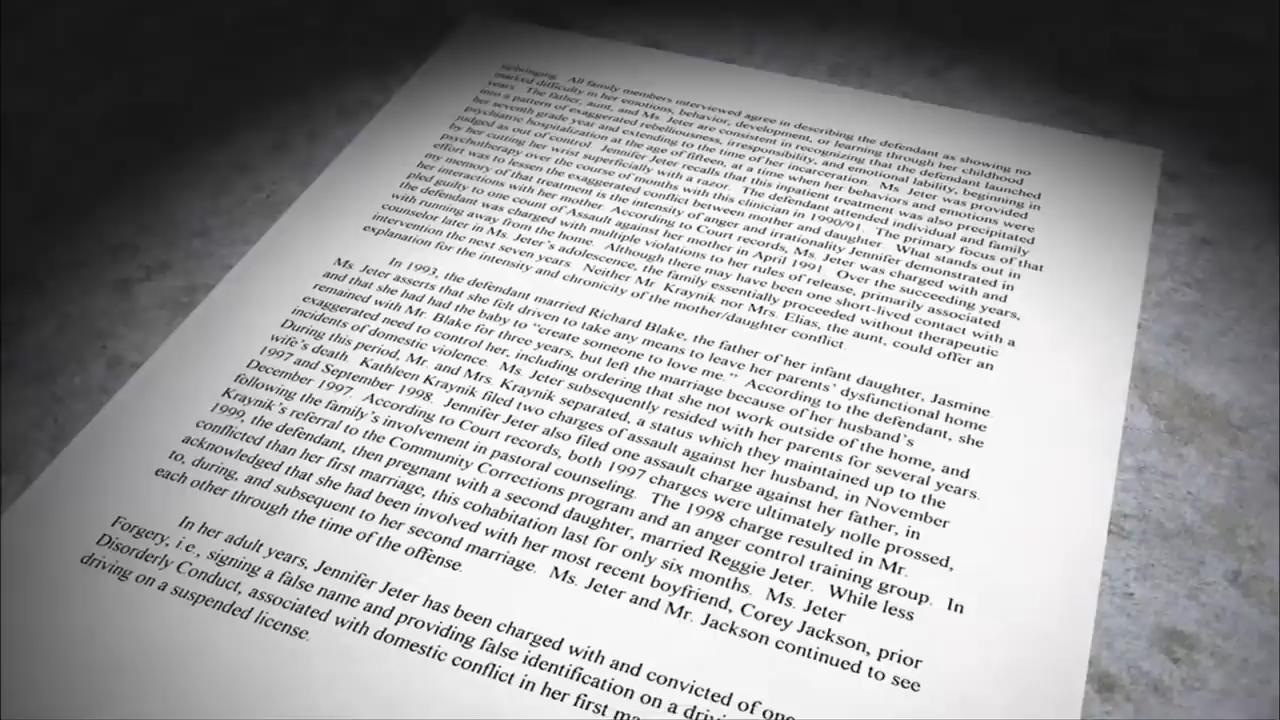 upbringing. All family members interviewed agree in describing the defendant as showing no
marked difficulty in her emotions, behavior, development, or learning through her childhood
years. The father, aunt, and Ms. Jeter are consistent in recognizing that the defendant launched
into a pattern of exaggerated rebelliousness, irresponsibility, and emotional lability, beginning in
her seventh grade year and extending to the time of her incarceration. Ms. Jeter was provided
psychiatric hospitalization at the age of fifteen, at a time when her behaviors and emotions were
judged as out of control. Jennifer Jeter recalls that this inpatient treatment was also precipitated
by her cutting her wrist superficially with a razor. The defendant attended individual and family
psychotherapy over the course of months with this clinician in 1990/91. The primary focus of that
effort was to lessen the exaggerated conflict between mother and daughter. What stands out in
my memory of that treatment the intensity of anger and irrationality Jennifer demonstrated in
her interactions with her mother. According to Court records, Ms. Jeter was charged with and
pled guilty to one count of Assault against her mother in April 1991. Over the succeeding years,
the defendant was charged with multiple violations to her rules of release, primarily associated
with running away from the home. Although there may have been one short-lived contact with a
counselor later in Ms. Jeter's adolescence, the family essentially proceeded without therapeutic
intervention the next seven years. Neither Mr. Kraynik nor Mrs. Elias, the aunt, could offer an
explanation for the intensity and chronicity of the mother/daughter conflict.
In 1993, the defendant married Richard Blake, the father of her infant daughter, Jasmine.
Ms. Jeter asserts that she felt driven to take any means to leave her parents' dysfunctional home
and that she had had the baby to "create someone to love me." According to the defendant, she
remained with Mr. Blake for three years, but left the marriage because of her husband's
exaggerated need to control her, including ordering that she not work outside of the home, and
incidents of domestic violence. Ms. Jeter subsequently resided with her parents for several years.
During this period, Mr. and Mrs. Kraynik separated, a status which they maintained up to the
wife's death. Kathleen Kraynik filed two charges of assault against her husband, in November
1997 and September 1998. Jennifer Jeter also filed one assault charge against her father, in
December 1997. According to Court records, both 1997 charges were ultimately nolle prossed,
following the family's involvement in pastoral counseling. The 1998 charge resulted in Mr.
Kraynik's referral to the Community Corrections program and an anger control training group. In
1999, the defendant, then pregnant with a second daughter, married Reggie Jeter. While less
conflicted than her first marriage, this cohabitation last for only six months. Ms. Jeter
acknowledged that she had been involved with her most recent boyfriend, Corey Jackson, prior
to, during, and subsequent to her second marriage. Ms. Jeter and Mr. Jackson continued to see
each other through the time of the offense.
In her adult years, Jennifer Jeter has been charged with and convicted of one
Forgery, i.e., signing a false name and providing false identification on a
Disorderly Conduct, associated with domestic conflict in her first
driving on a suspended license.